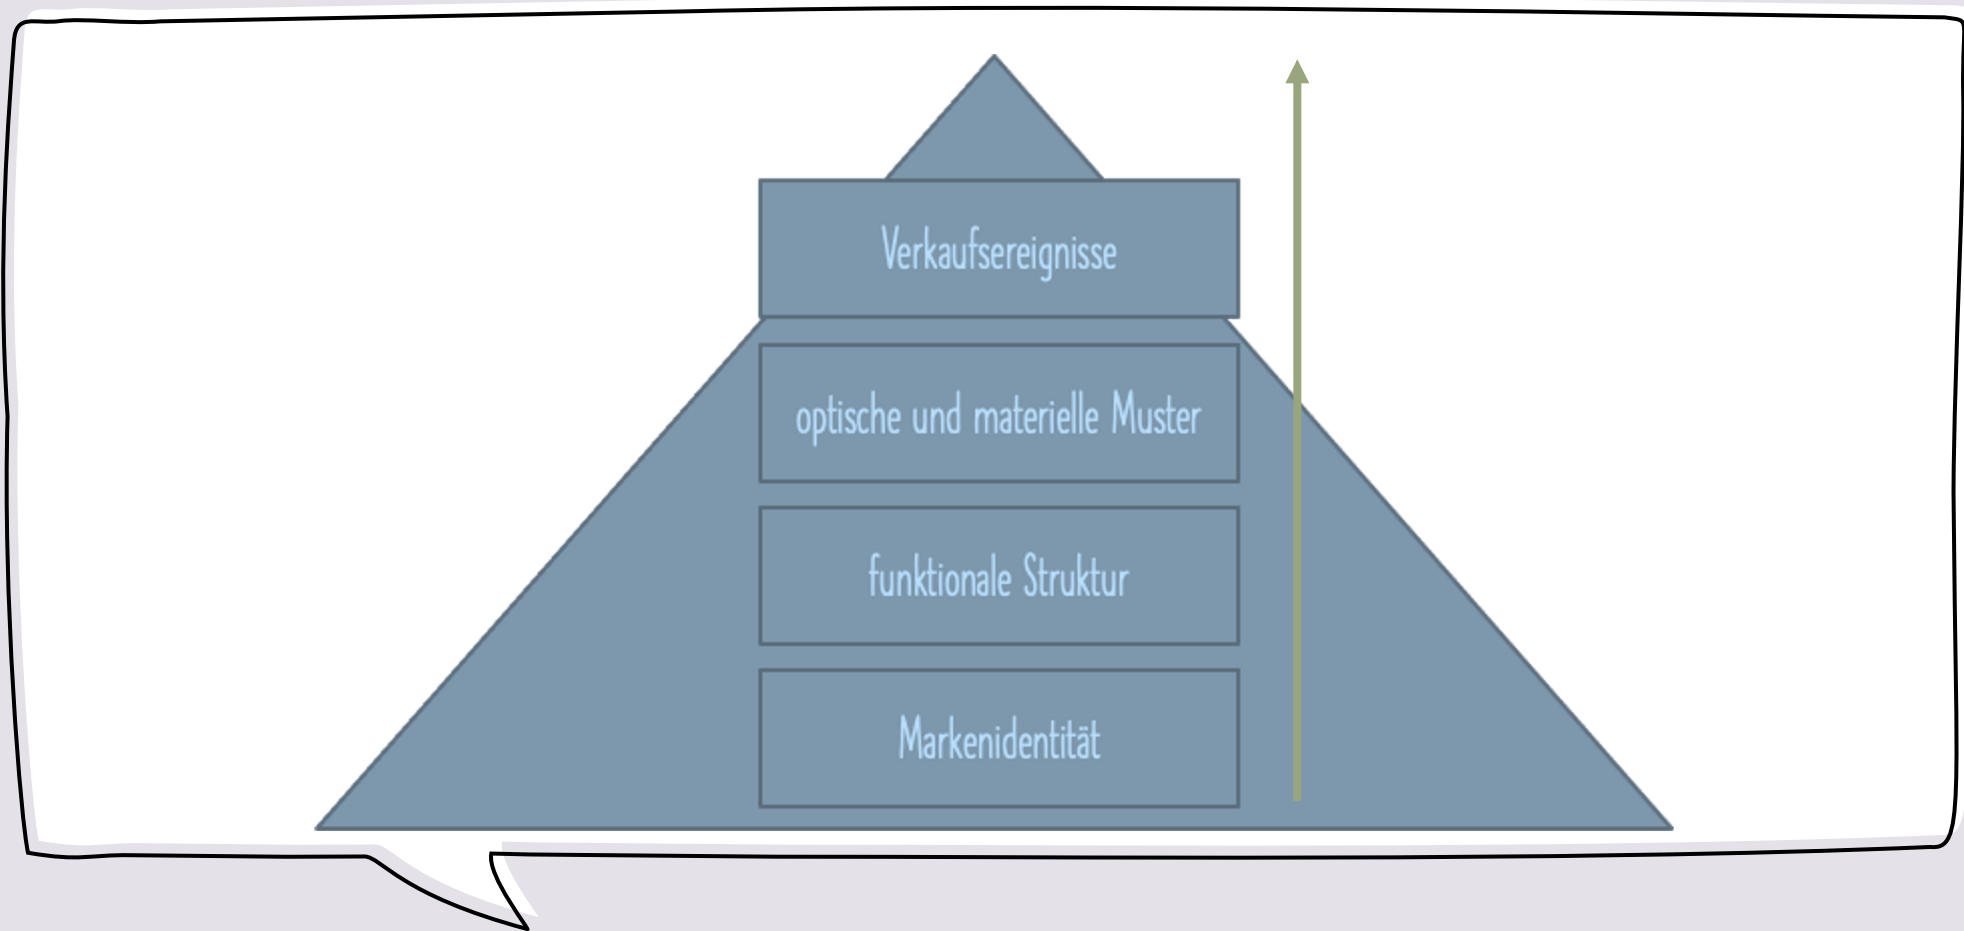 Verkaufsereignisse
optische und materielle Muster
funktionale Struktur
Markenidentität